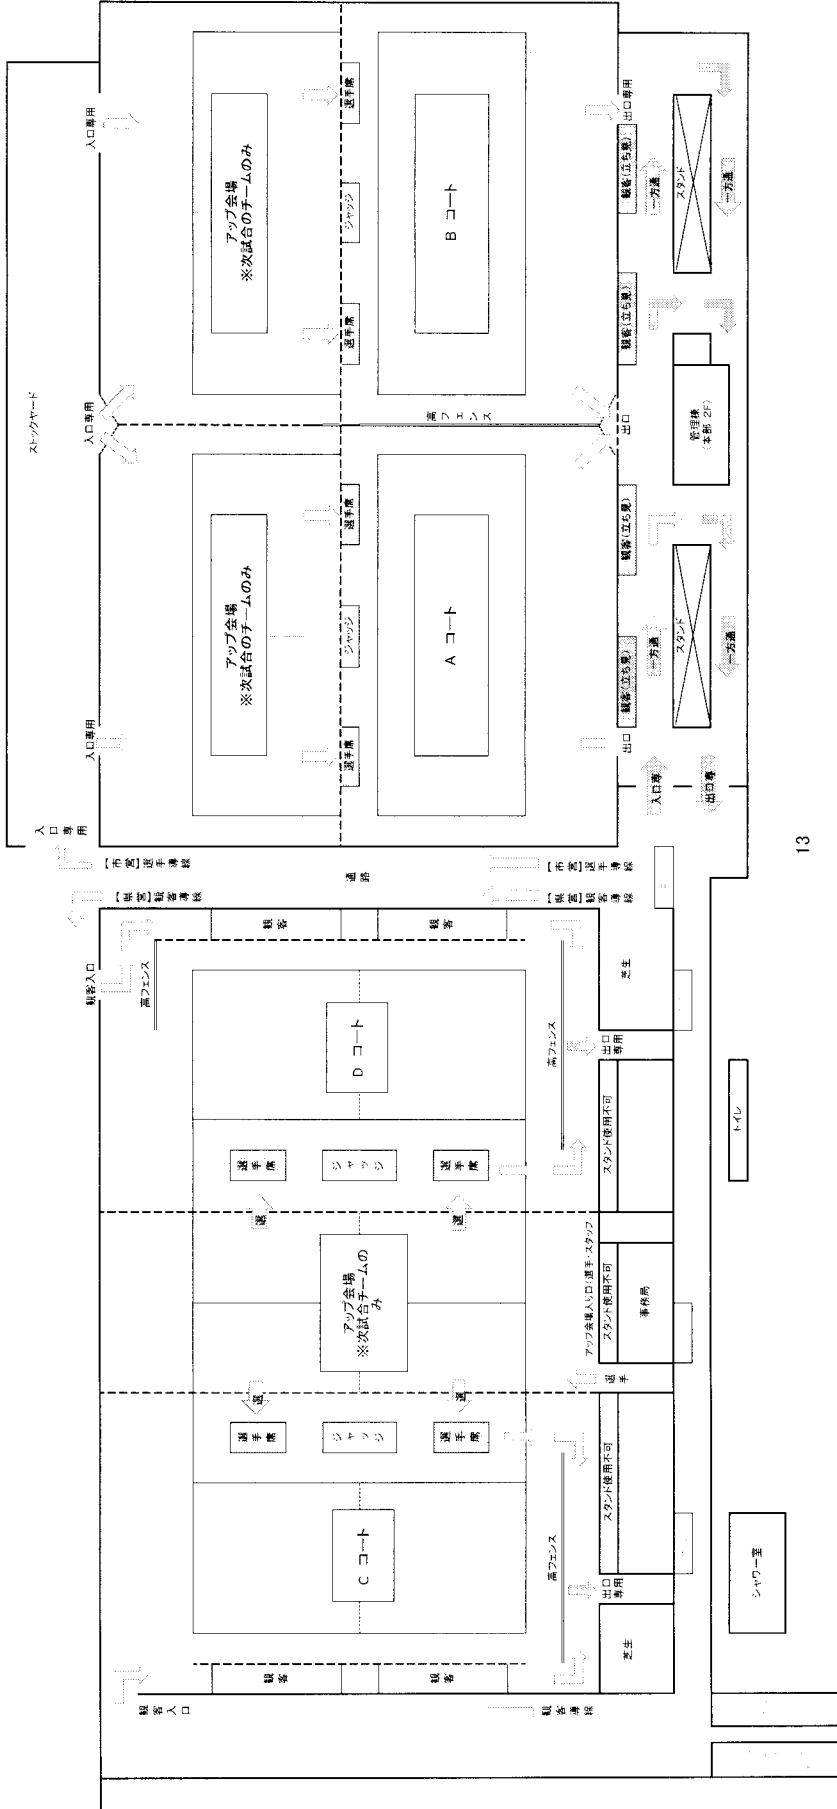 ストックヤード
入口専用
【市営】選手導線
【県営】観客導線
観客入口
入口専用
入口専用
入口専用
観客入口
高フェンス
観客
選手席
選
選
選手席
観客
アップ会場
※次試合のチームのみ
アップ会場
※次試合のチームのみ
C コート
ジャッジ
アップ会場
※次試合チームの
み
ジャッジ
D コート
通路
選手席
ジャッジ
選手席
選手席
ジャッジ
選手席
観客
選手席
選
選
選手席
観客
A コート
高フェンス
B コート
観客導線
高フェンス
高フェンス
【県営】観客導線
【市営】選手導線
アップ会場入り口（選手・スタッフ
出口専用
選手
出口専用
出口
出口
出口専用
芝生
スタンド使用不可
スタンド使用不可
事務局
スタンド使用不可
芝生
観客（立ち見）
観客（立ち見）
観客（立ち見）
観客（立ち見）
入口専
一方通
一方通
スタンド
管理棟
（本部 2F）
スタンド
出口専
一方通
一方通
シャワー室
トイレ
13